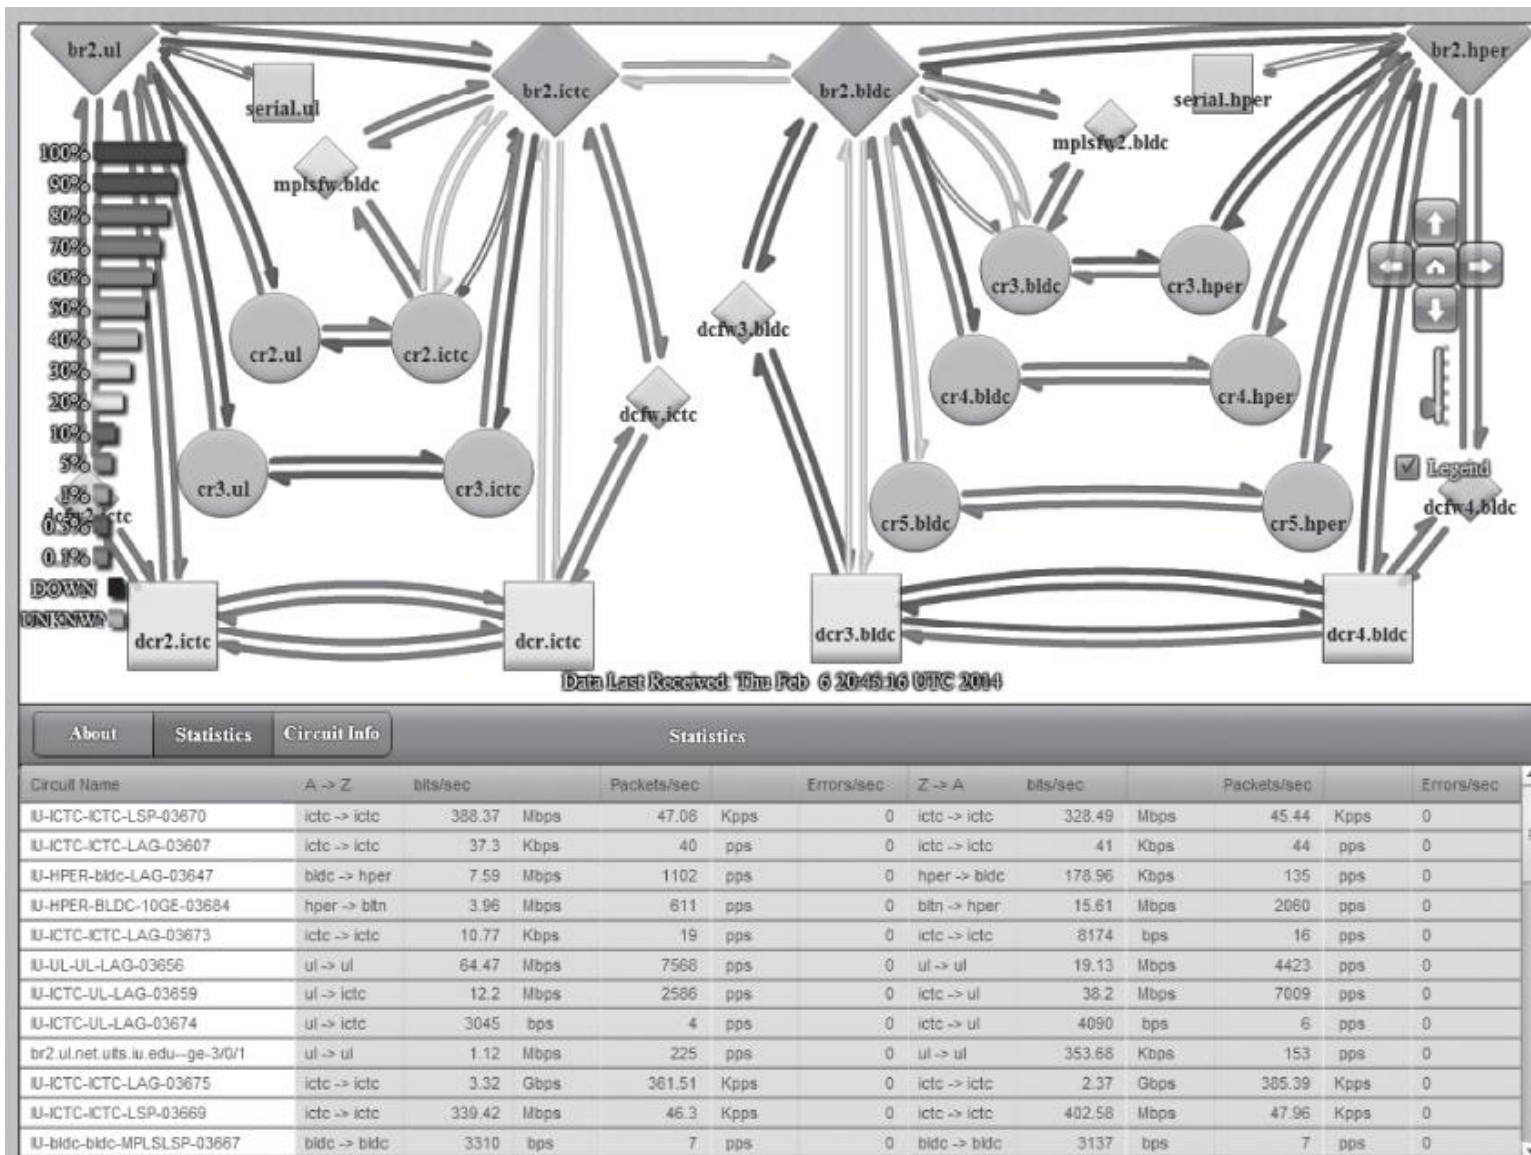 br2.ul
br2.ictc
br2.bldc
br2.hper
serial.ul
serial.hper
mplsfw.bldc
mplsfw2.bldc
100%
90%
80%
70%
60%
50%
40%
30%
20%
10%
5%
1%
0.1%
DOWN
cr2.ul
cr2.ictc
cr3.bldc
cr3.hper
dcfw3.bldc
cr4.bldc
cr4.hper
dcfw.ictc
cr3.ul
cr3.ictc
Legend
cr5.bldc
cr5.hper
dcfw4.bldc
dcr2.ictc
dcr.ictc
dcr3.bldc
dcr4.bldc
Data Last Received: Thu Feb 6 20:45:16 UTC 2014
About Statistics Circuit Info Statistics
Circuit Name A -> Z bits/sec Packets/sec Errors/sec Z -> A bits/sec Packets/sec Errors/sec
IU-ICTC-ICTC-LSP-03670 ictc -> ictc 388.37 Mbps 47.08 Kpps 0 ictc -> ictc 328.49 Mbps 45.44 Kpps 0
IU-ICTC-ICTC-LAG-03607 ictc -> ictc 37.3 Kbps 40 pps 0 ictc -> ictc 41 Kbps 44 pps 0
IU-HPER-bldc-LAG-03647 bldc -> hper 7.59 Mbps 1102 pps 0 hper -> bldc 178.96 Kbps 135 pps 0
IU-HPER-BLDC-10GE-03684 hper -> bltn 3.96 Mbps 611 pps 0 bltn -> hper 15.61 Mbps 2060 pps 0
IU-ICTC-ICTC-LAG-03673 ictc -> ictc 10.77 Kbps 19 pps 0 ictc -> ictc 8174 bps 16 pps 0
IU-UL-UL-LAG-03656 ul -> ul 64.47 Mbps 7568 pps 0 ul -> ul 19.13 Mbps 4423 pps 0
IU-ICTC-UL-LAG-03659 ul -> ictc 12.2 Mbps 2586 pps 0 ictc -> ul 38.2 Mbps 7009 pps 0
IU-ICTC-UL-LAG-03674 ul -> ictc 3045 bps 4 pps 0 ictc -> ul 4090 bps 6 pps 0
br2.ul.net.uits.iu.edu--ge-3/0/1 ul -> ul 1.12 Mbps 225 pps 0 ul -> ul 353.68 Kbps 153 pps 0
IU-ICTC-ICTC-LAG-03675 ictc -> ictc 3.32 Gbps 361.51 Kpps 0 ictc -> ictc 2.37 Gbps 385.39 Kpps 0
IU-ICTC-ICTC-LSP-03669 ictc -> ictc 339.42 Mbps 46.3 Kpps 0 ictc -> ictc 402.58 Mbps 47.96 Kpps 0
IU-bldc-bldc-MPLSLSP-03667 bldc -> bldc 3310 bps 7 pps 0 bldc -> bldc 3137 bps 7 pps 0